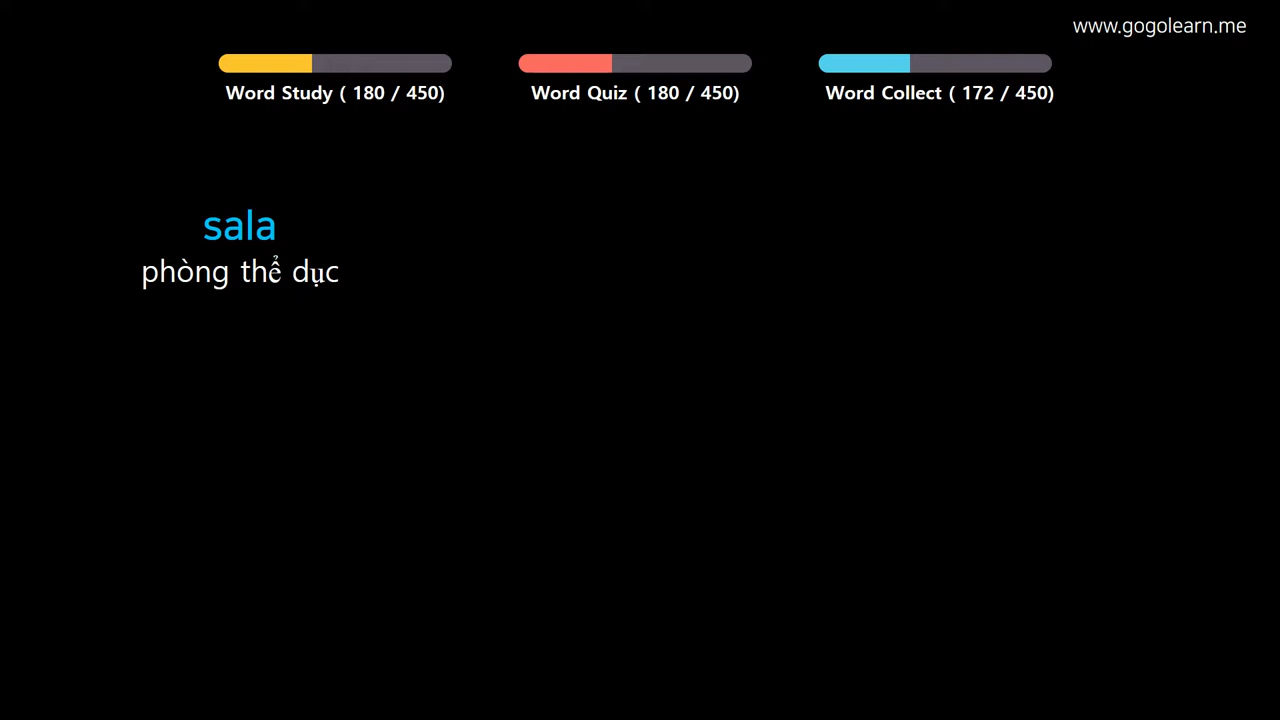 www.gogolearn.me
Word Study ( 180 / 450)
Word Quiz ( 180 / 450)
Word Collect ( 172 / 450)
sala
phòng thể dục